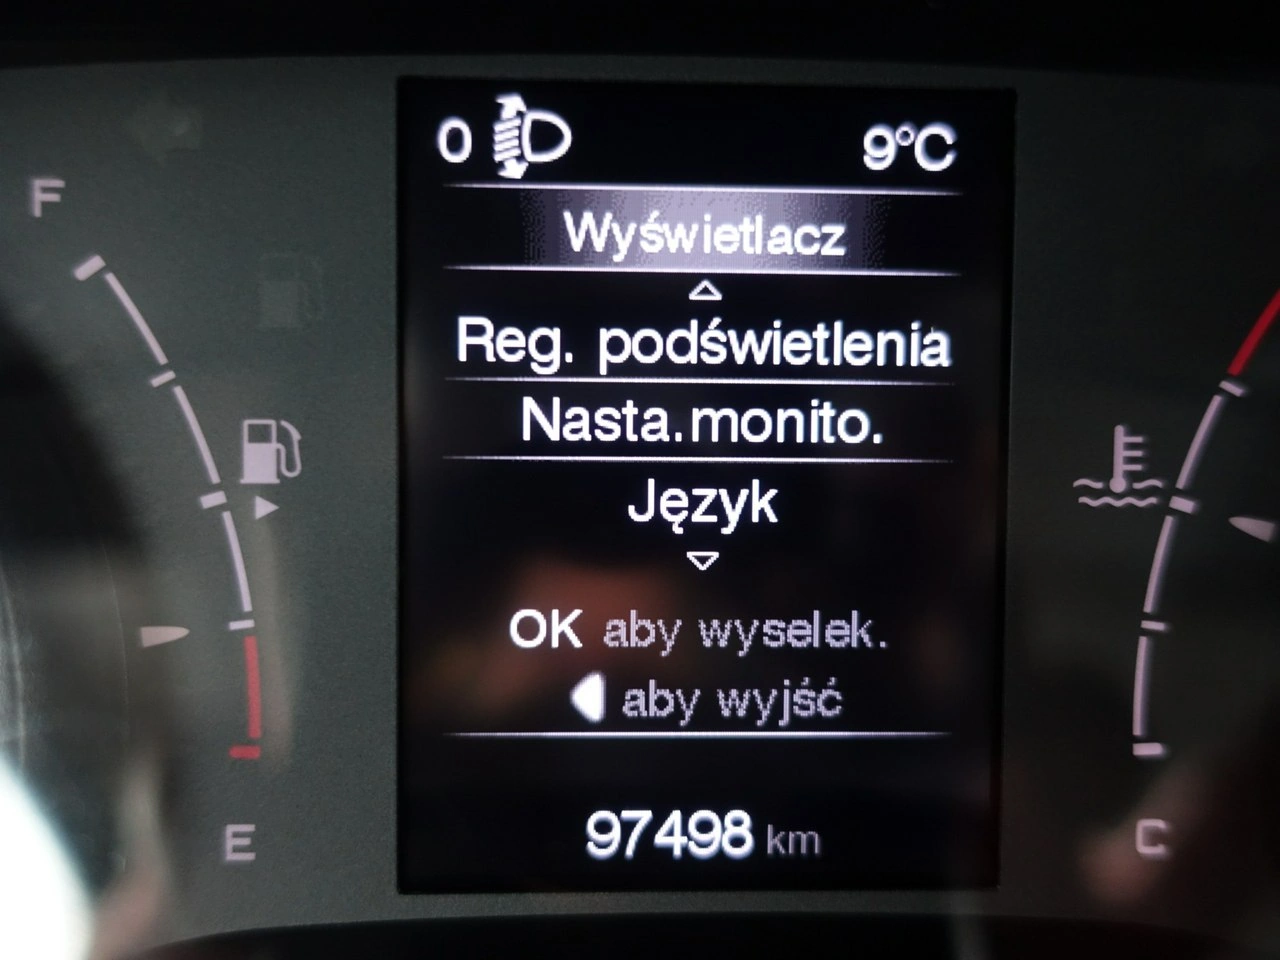 0 9°C
F
Wyświetlacz
Reg. podświetlenia
Nasta.monito.
Język
OK aby wyselek.
aby wyjść
97498 km
E
C